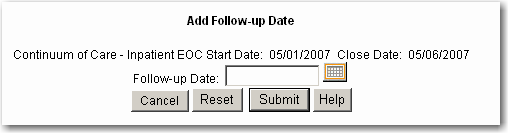 Add Follow-up Date
Continuum of Care - Inpatient EOC Start Date: 05/01/2007 Close Date: 05/06/2007
Follow-up Date:
Cancel Reset Submit Help